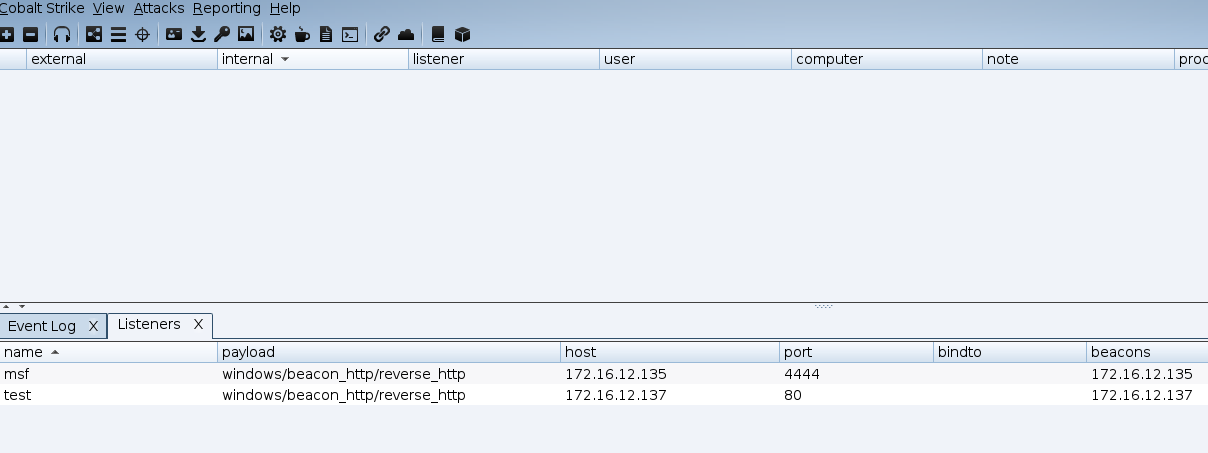 Cobalt Strike View Attacks Reporting Help
external internal listener user computer note proc
Event Log X Listeners X
name payload host port bindto beacons
msf windows/beacon_http/reverse_http 172.16.12.135 4444 172.16.12.135
test windows/beacon_http/reverse_http 172.16.12.137 80 172.16.12.137